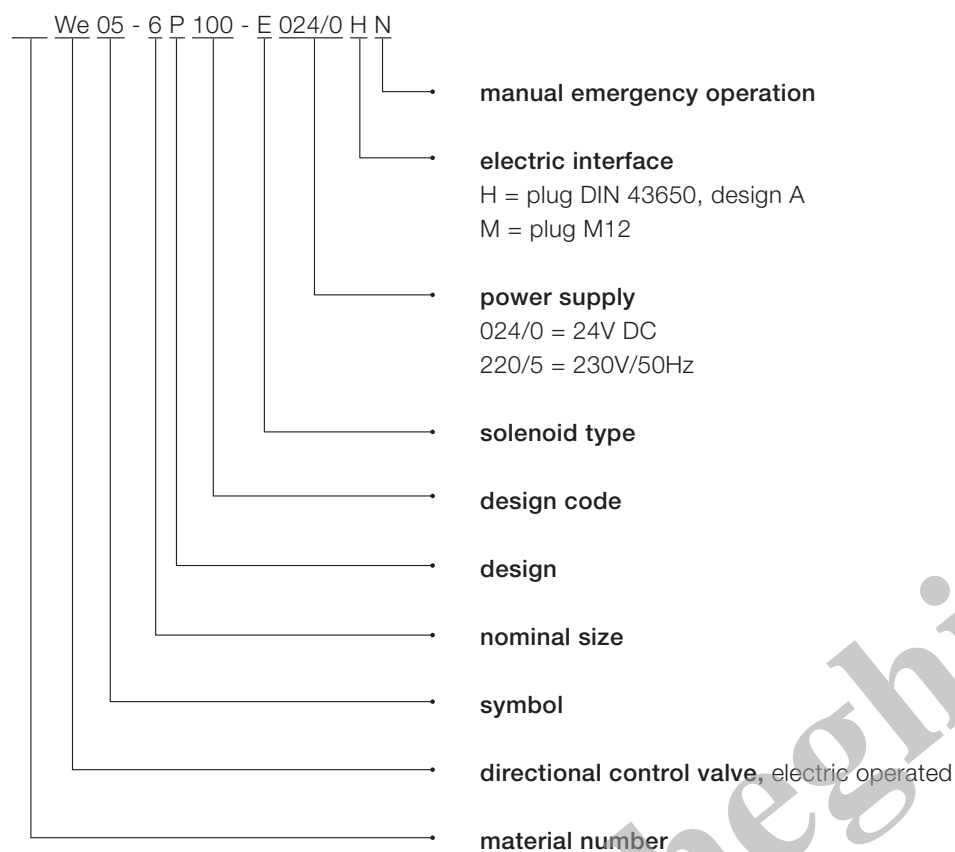 We 05 - 6 P 100 - E 024/0 H N
manual emergency operation
electric interface
H = plug DIN 43650, design A
M = plug M12
power supply
024/0 = 24V DC
220/5 = 230V/50Hz
solenoid type
design code
design
nominal size
symbol
directional control valve, electric operated
material number